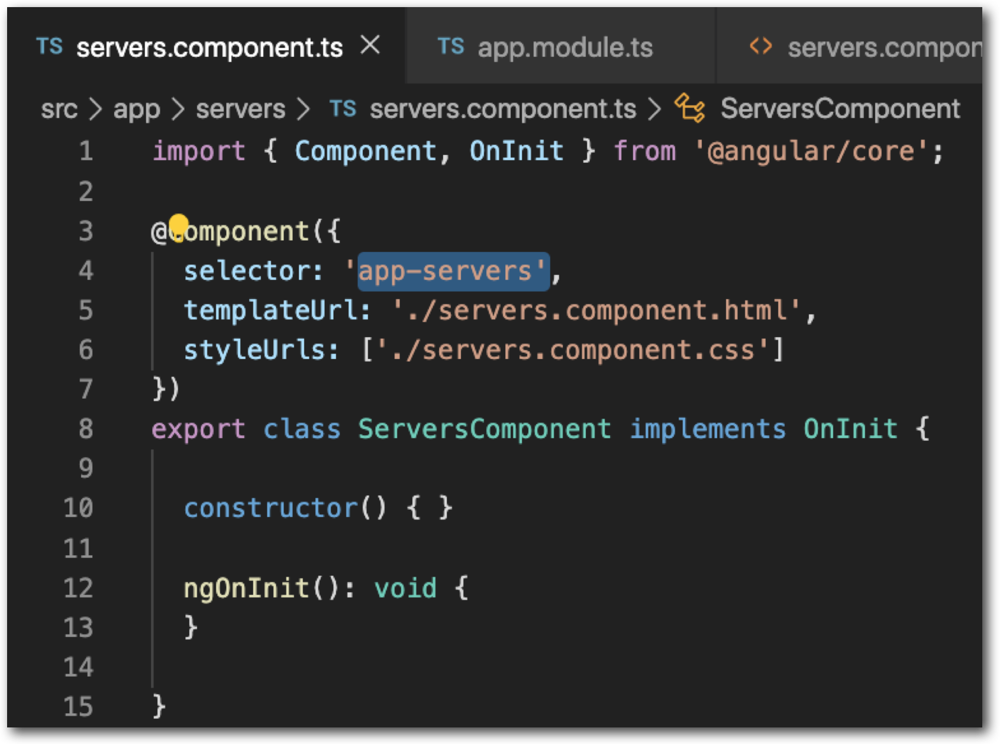 TS servers.component.ts × TS app.module.ts <> servers.compon
src > app > servers > TS servers.component.ts > ServersComponent
1 import { Component, OnInit } from '@angular/core';
2
3 @Component({
4 selector: 'app-servers',
5 templateUrl: './servers.component.html',
6 styleUrls: ['./servers.component.css']
7 })
8 export class ServersComponent implements OnInit {
9
10 constructor() { }
11
12 ngOnInit(): void {
13 }
14
15 }